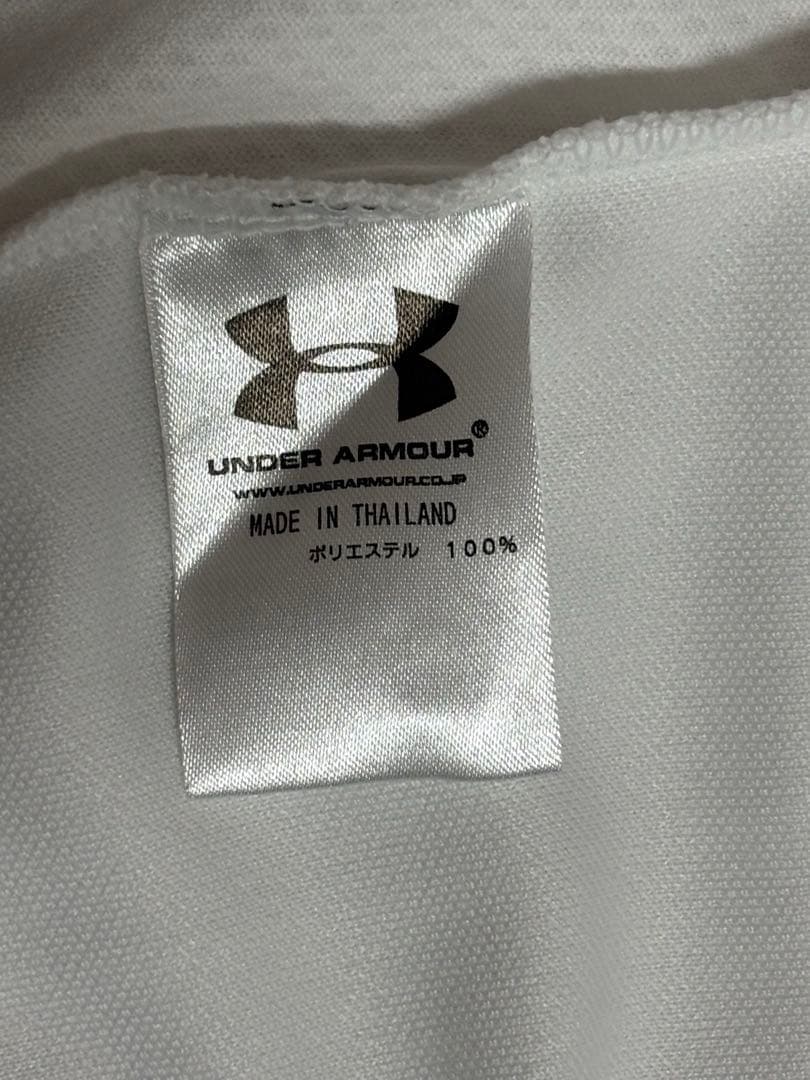 UNDER ARMOUR®
WWW.UNDERARMOUR.CO.JP
MADE IN THAILAND
ポリエステル 100%